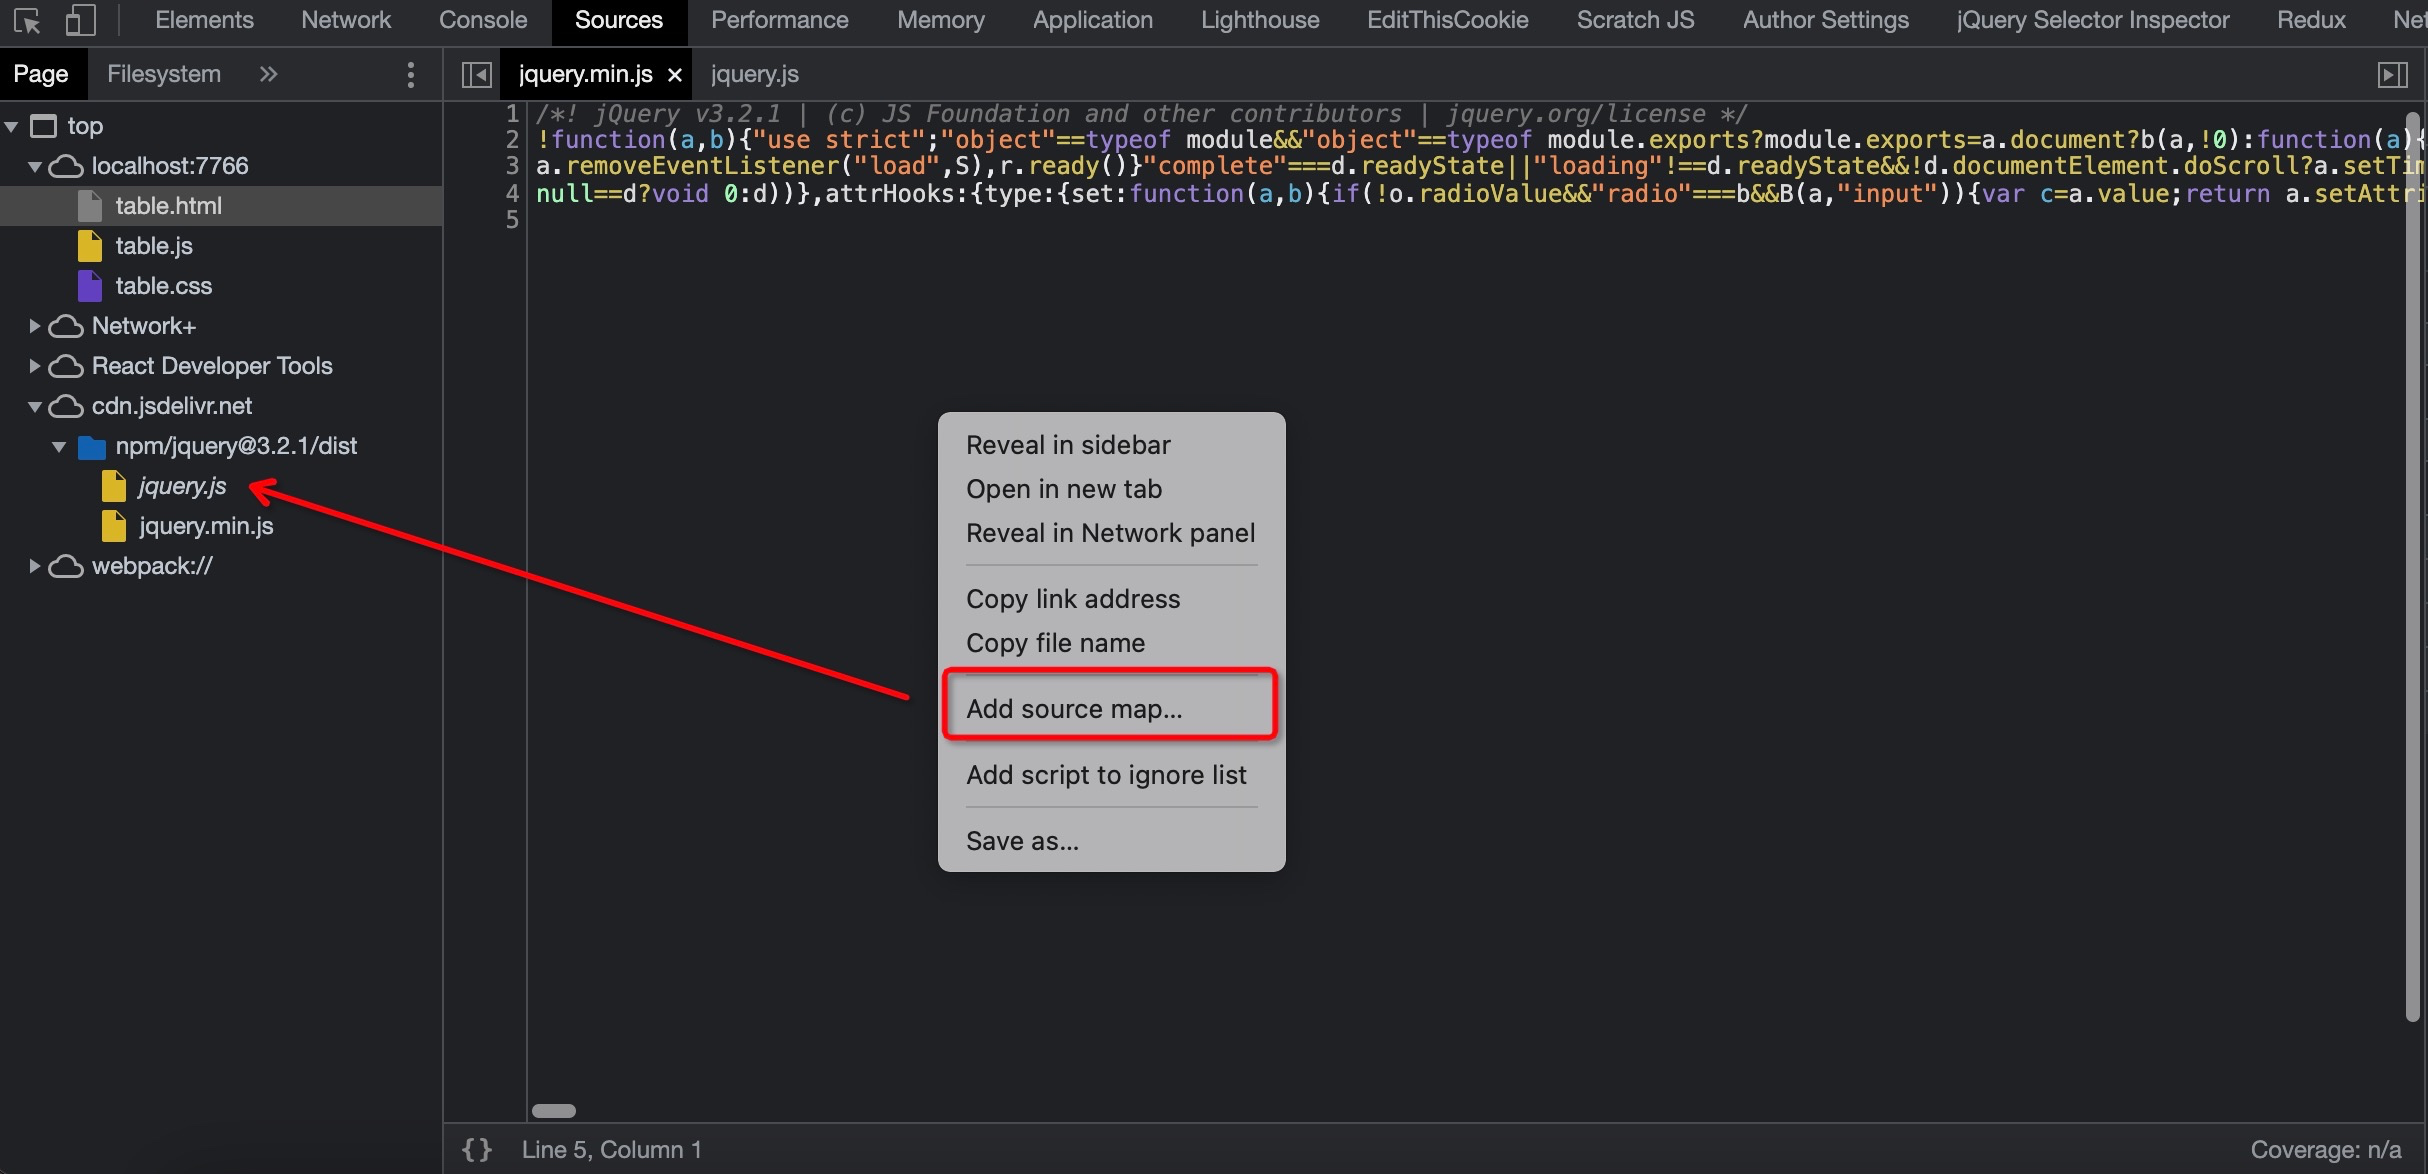 Elements Network Console Sources Performance Memory Application Lighthouse EditThisCookie Scratch JS Author Settings jQuery Selector Inspector Redux Net
Page Filesystem » jquery.min.js × jquery.js
top
localhost:7766
table.html
table.js
table.css
Network+
React Developer Tools
cdn.jsdelivr.net
npm/jquery@3.2.1/dist
jquery.js
jquery.min.js
webpack://
1 /*! jQuery v3.2.1 | (c) JS Foundation and other contributors | jquery.org/license */
2 !function(a,b){"use strict";"object"==typeof module&&"object"==typeof module.exports?module.exports=a.document?b(a,!0):function(a){
3 a.removeEventListener("load",S),r.ready()}"complete"===d.readyState||"loading"!==d.readyState&&!d.documentElement.doScroll?a.setTim
4 null==d?void 0:d))},attrHooks:{type:{set:function(a,b){if(!o.radioValue&&"radio"===b&&B(a,"input")){var c=a.value;return a.setAttri
5
Reveal in sidebar
Open in new tab
Reveal in Network panel
Copy link address
Copy file name
Add source map...
Add script to ignore list
Save as...
{} Line 5, Column 1 Coverage: n/a